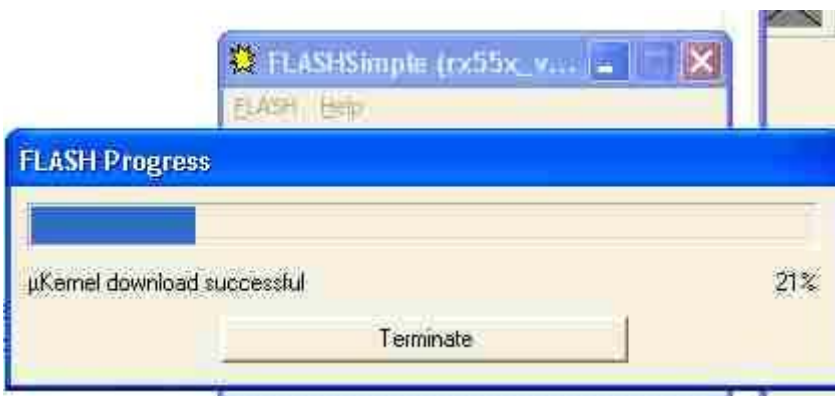 FLASHSimple (rx55x_v...
FLASH Help
FLASH Progress
µKernel download successful
21%
Terminate